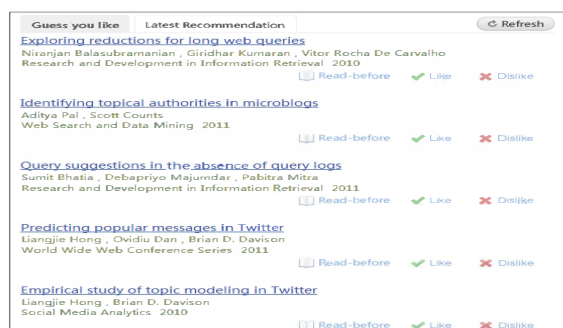 Guess you like Latest Recommendation Refresh
Exploring reductions for long web queries
Niranjan Balasubramanian , Giridhar Kumaran , Vitor Rocha De Carvalho
Research and Development in Information Retrieval 2010
Read-before Like Dislike
Identifying topical authorities in microblogs
Aditya Pal , Scott Counts
Web Search and Data Mining 2011
Read-before Like Dislike
Query suggestions in the absence of query logs
Sumit Bhatia , Debapriyo Majumdar , Pabitra Mitra
Research and Development in Information Retrieval 2011
Read-before Like Dislike
Predicting popular messages in Twitter
Liangjie Hong , Ovidiu Dan , Brian D. Davison
World Wide Web Conference Series 2011
Read-before Like Dislike
Empirical study of topic modeling in Twitter
Liangjie Hong , Brian D. Davison
Social Media Analytics 2010
Read-before Like Dislike